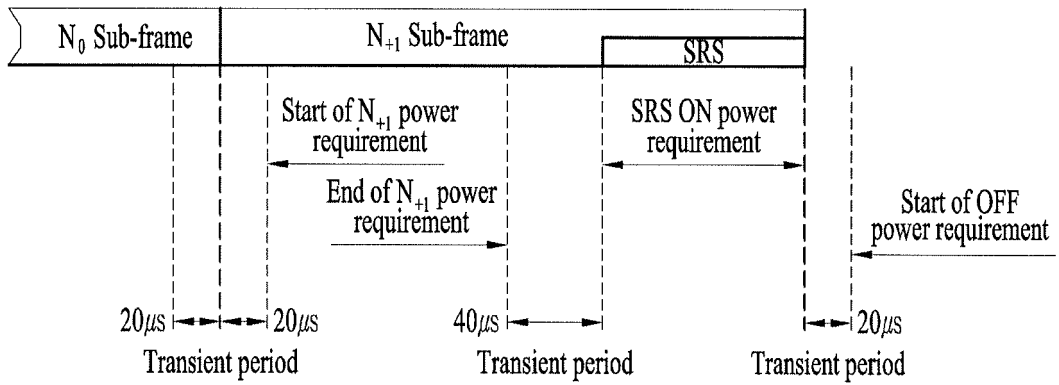 N₀ Sub-frame
N₊₁ Sub-frame
SRS
Start of N₊₁ power
requirement
SRS ON power
requirement
End of N₊₁ power
requirement
Start of OFF
power requirement
20μs
20μs
40μs
20μs
Transient period
Transient period
Transient period